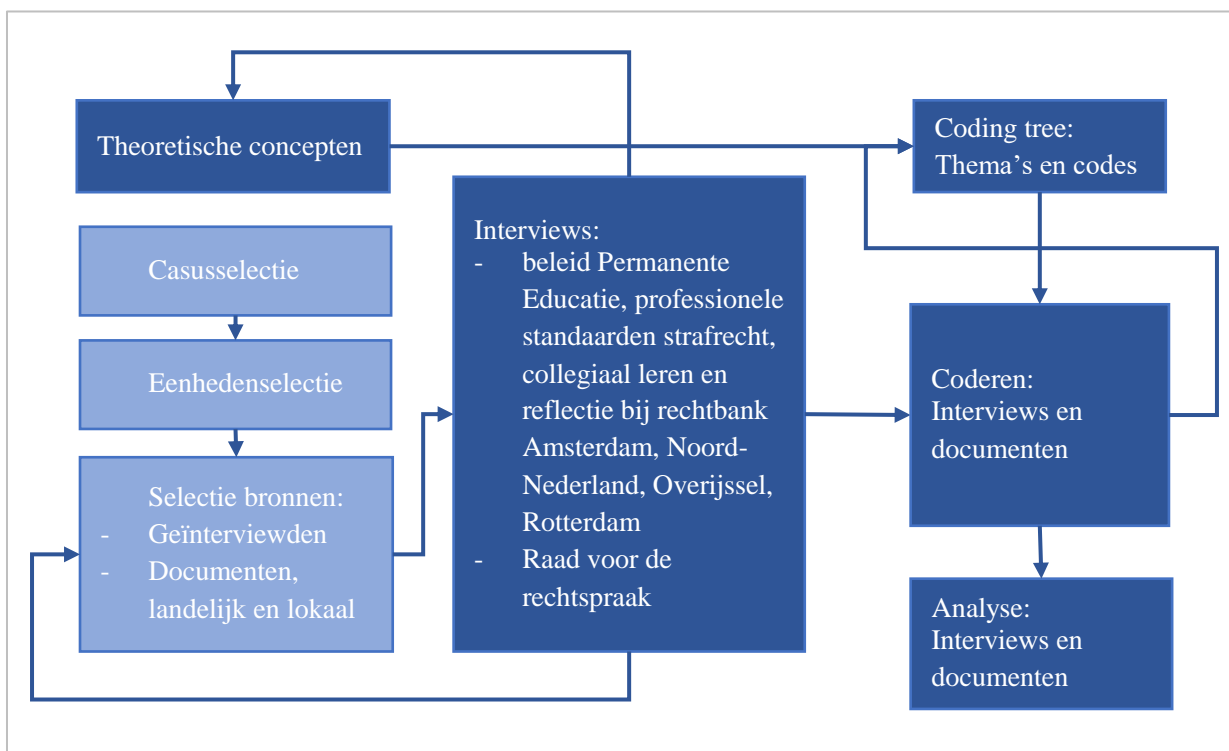 Theoretische concepten
Casusselectie
Eenhedenselectie
Selectie bronnen:
- Geïnterviewden
- Documenten,
landelijk en lokaal
Interviews:
- beleid Permanente
Educatie, professionele
standaarden strafrecht,
collegiaal leren en
reflectie bij rechtbank
Amsterdam, Noord-
Nederland, Overijssel,
Rotterdam
- Raad voor de
rechtspraak
Coding tree:
Thema’s en codes
Coderen:
Interviews en
documenten
Analyse:
Interviews en
documenten